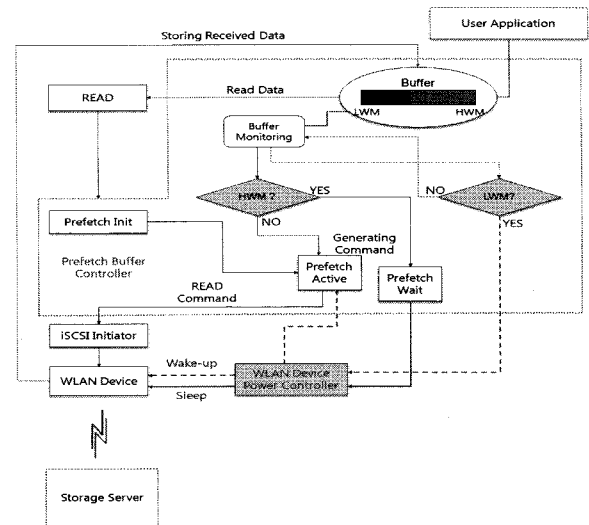 User Application
Storing Received Data
Buffer
LWM
HWM
READ
Read Data
Buffer
Monitoring
HWM ?
YES
NO
LWM?
NO
YES
Prefetch Init
Prefetch Buffer
Controller
Generating
Command
Prefetch
Active
Prefetch
Wait
READ
Command
iSCSI Initiator
Wake-up
WLAN Device
Sleep
WLAN Device
Power Controller
Storage Server